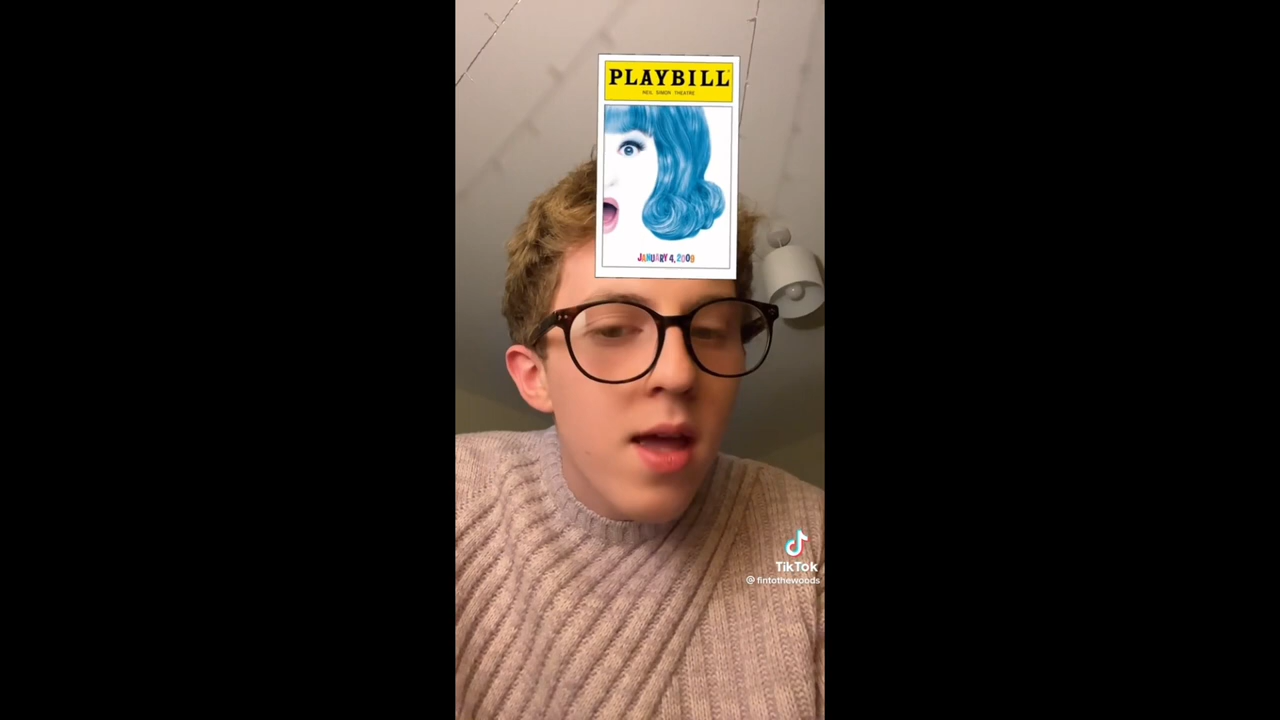 PLAYBILL
NEIL SIMON THEATRE
JANUARY 4, 2009
TikTok
@ fintothewoods